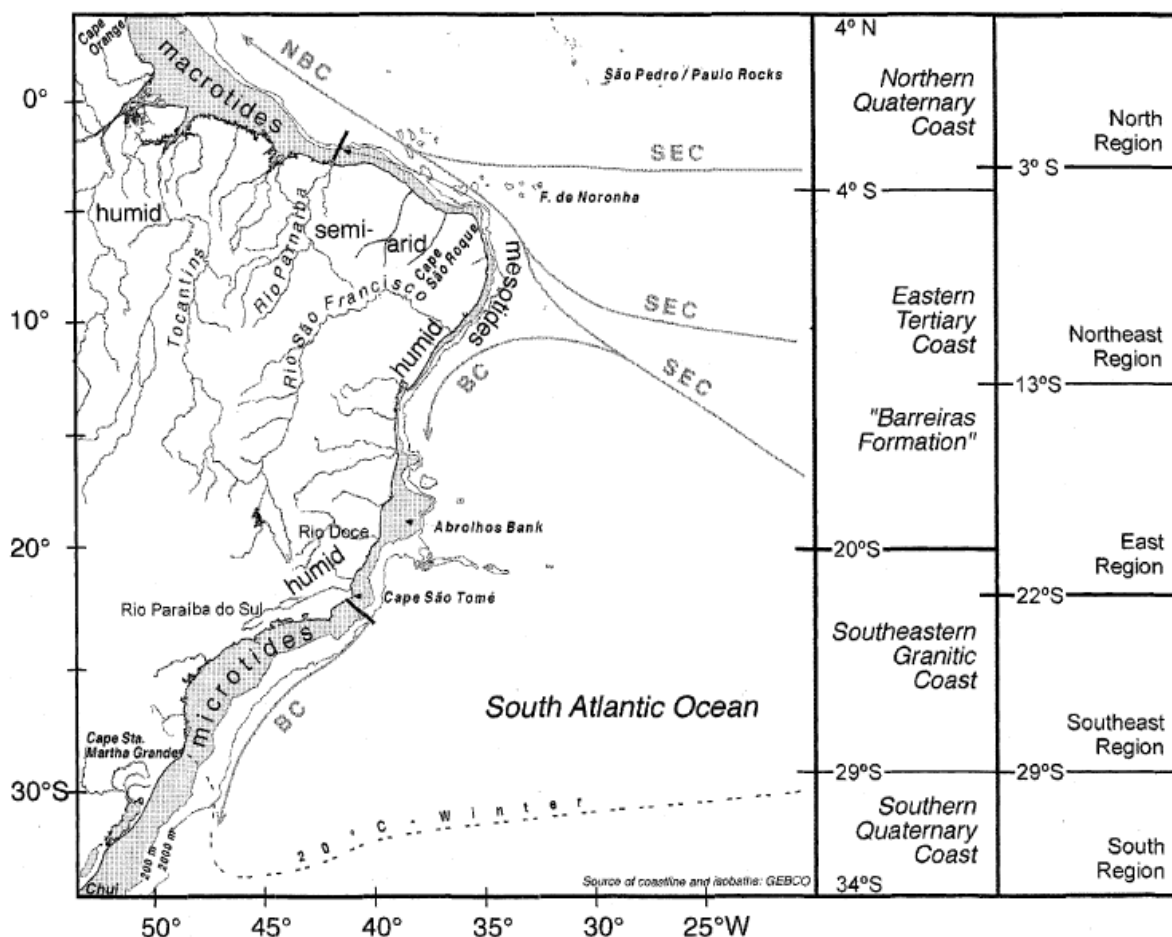 Cape
Orange
macrotides
NBC
São Pedro / Paulo Rocks
SEC
F. de Noronha
humid
semi-
arid
Cape
São Roque
Tocantins
Rio Parnaíba
Rio São Francisco
mesotides
humid
SEC
SEC
BC
Abrolhos Bank
Rio Doce
humid
Cape São Tomé
Rio Paraíba do Sul
microtides
BC
South Atlantic Ocean
Cape Sta.
Martha Grande
20°C - Winter
200 m
2000 m
Chuí
Source of coastline and isobaths: GEBCO
0°
10°
20°
30°S
50°
45°
40°
35°
30°
25°W
4° N
Northern
Quaternary
Coast
4° S
Eastern
Tertiary
Coast
"Barreiras
Formation"
20°S
Southeastern
Granitic
Coast
29°S
Southern
Quaternary
Coast
34°S
North
Region
3° S
Northeast
Region
13°S
East
Region
22°S
Southeast
Region
29°S
South
Region